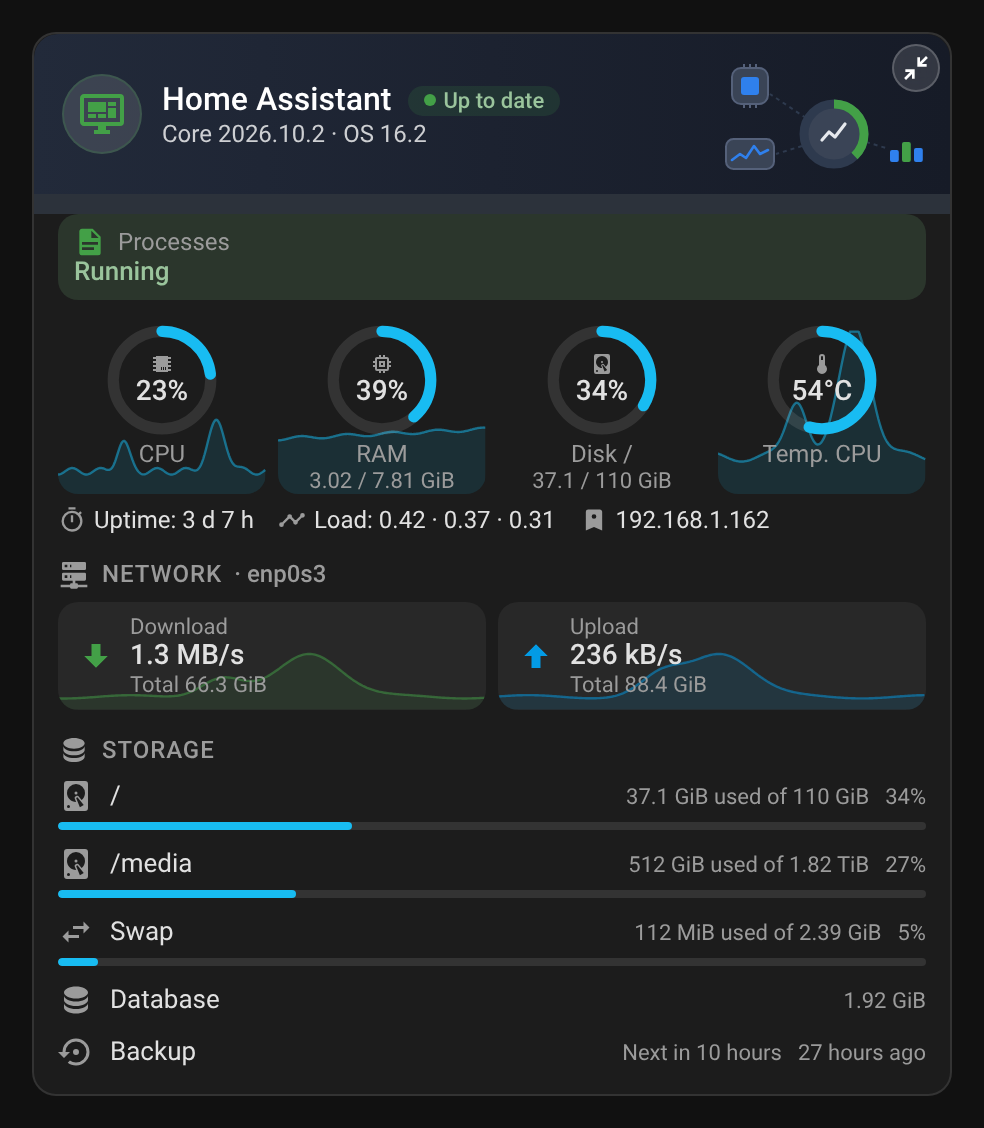 Home Assistant
Up to date
Core 2026.10.2 · OS 16.2
Processes
Running
23%
CPU
39%
RAM
3.02 / 7.81 GiB
34%
Disk /
37.1 / 110 GiB
54°C
Temp. CPU
Uptime: 3 d 7 h
Load: 0.42 · 0.37 · 0.31
192.168.1.162
NETWORK · enp0s3
Download
1.3 MB/s
Total 66.3 GiB
Upload
236 kB/s
Total 88.4 GiB
STORAGE
/ 37.1 GiB used of 110 GiB 34%
/media 512 GiB used of 1.82 TiB 27%
Swap 112 MiB used of 2.39 GiB 5%
Database 1.92 GiB
Backup Next in 10 hours 27 hours ago